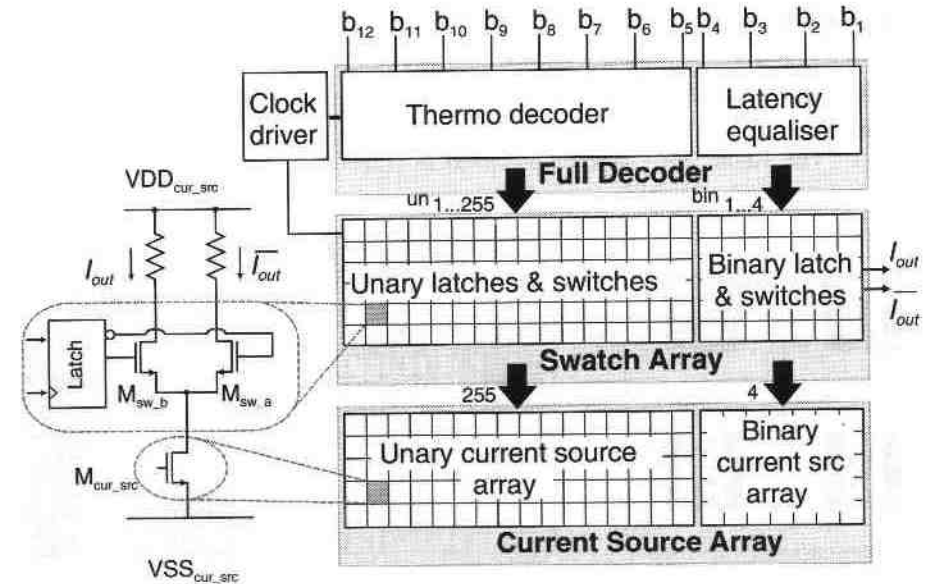 b12 b11 b10 b9 b8 b7 b6 b5 b4 b3 b2 b1
Clock
driver
Thermo decoder
Latency
equaliser
Full Decoder
VDDcur_src
un 1...255
bin 1...4
Iout
Iout
Unary latches & switches
Binary latch
& switches
Iout
Iout
Latch
Msw_b
Msw_a
Swatch Array
255
4
Mcur_src
Unary current source
array
Binary
current src
array
Current Source Array
VSScur_src